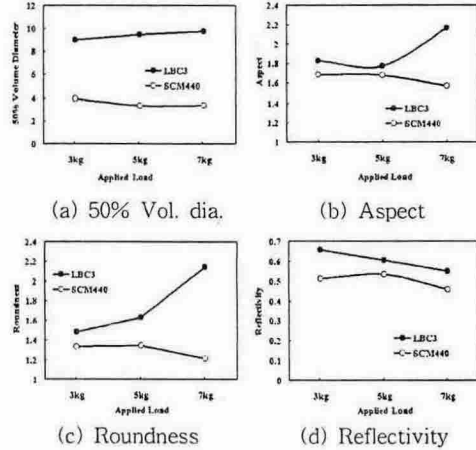 50% Volume Diameter
12
10
8
6
4
2
0
LBC3
SCM440
3kg 5kg 7kg
Applied Load
(a) 50% Vol. dia.
Aspect
2.4
2.2
2
1.8
1.6
1.4
1.2
1
LBC3
SCM440
3kg 5kg 7kg
Applied Load
(b) Aspect
Roundness
2.4
2.2
2
1.8
1.6
1.4
1.2
1
LBC3
SCM440
3kg 5kg 7kg
Applied Load
(c) Roundness
Reflectivity
0.7
0.6
0.5
0.4
0.3
0.2
0.1
0
LBC3
SCM440
3kg 5kg 7kg
Applied Load
(d) Reflectivity